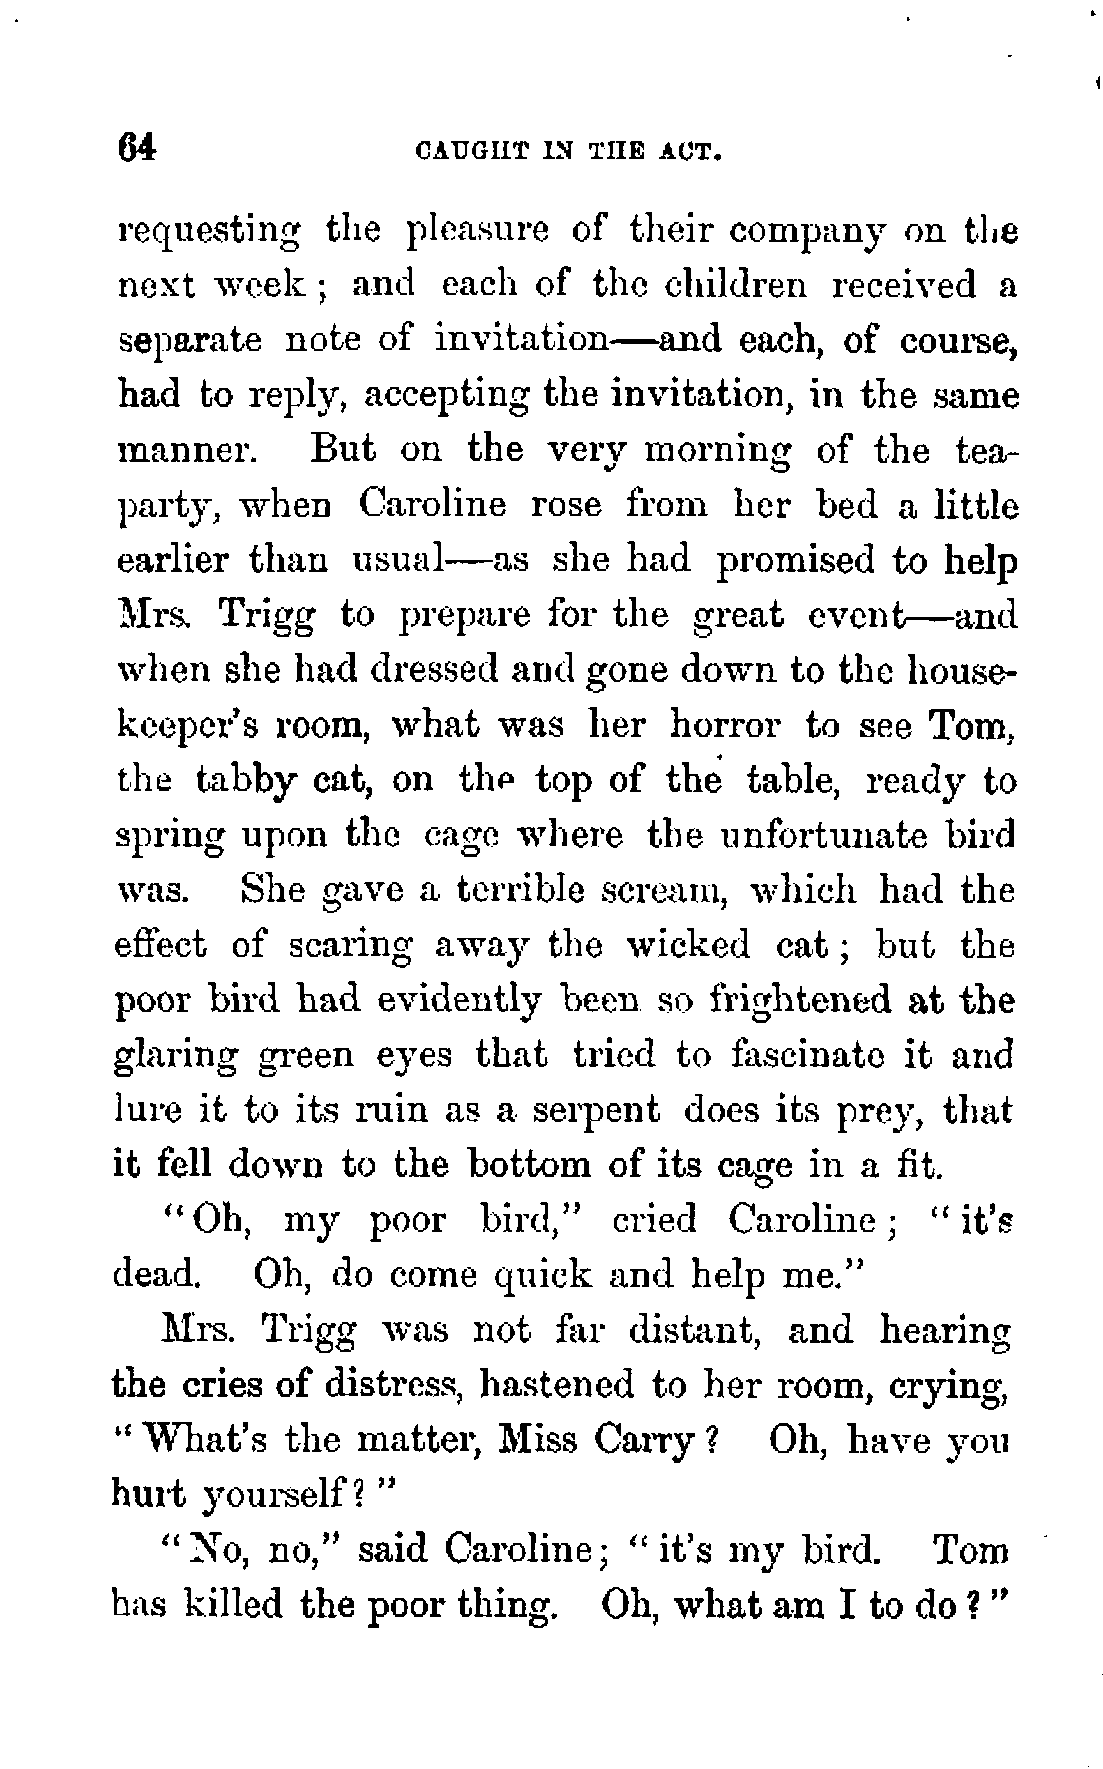 64 CAUGHT IN THE ACT.
requesting the pleasure of their company on the
next week; and each of the children received a
separate note of invitation—and each, of course,
had to reply, accepting the invitation, in the same
manner. But on the very morning of the tea-
party, when Caroline rose from her bed a little
earlier than usual—as she had promised to help
Mrs. Trigg to prepare for the great event—and
when she had dressed and gone down to the house-
keeper's room, what was her horror to see Tom,
the tabby cat, on the top of the table, ready to
spring upon the cage where the unfortunate bird
was. She gave a terrible scream, which had the
effect of scaring away the wicked cat; but the
poor bird had evidently been so frightened at the
glaring green eyes that tried to fascinate it and
lure it to its ruin as a serpent does its prey, that
it fell down to the bottom of its cage in a fit.
"Oh, my poor bird," cried Caroline; "it's
dead. Oh, do come quick and help me."
Mrs. Trigg was not far distant, and hearing
the cries of distress, hastened to her room, crying,
"What's the matter, Miss Carry? Oh, have you
hurt yourself?"
"No, no," said Caroline; "it's my bird. Tom
has killed the poor thing. Oh, what am I to do?"